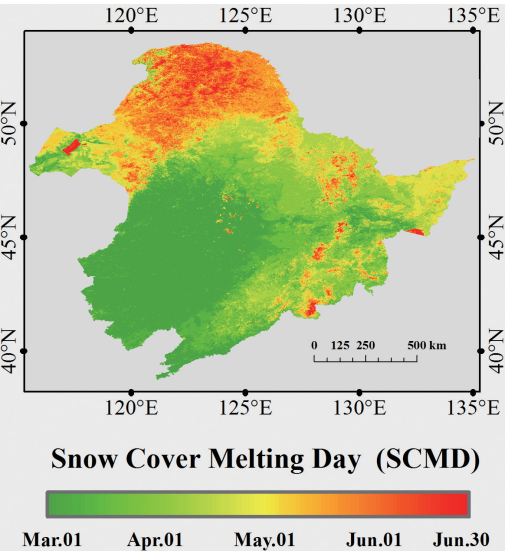 120°E 125°E 130°E 135°E
50°N 50°N
45°N 45°N
40°N 40°N
0 125 250 500 km
120°E 125°E 130°E 135°E
Snow Cover Melting Day (SCMD)
Mar.01 Apr.01 May.01 Jun.01 Jun.30